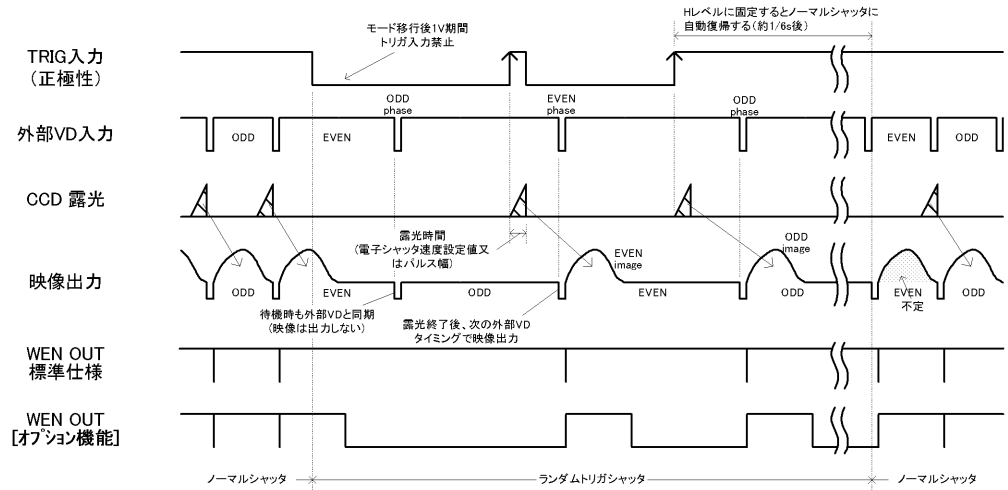 Hレベルに固定するとノーマルシャッタに
自動復帰する(約1/6s後)
モード移行後1V期間
トリガ入力禁止
TRIG入力
(正極性)
ODD
phase
EVEN
phase
ODD
phase
外部VD入力
ODD
EVEN
EVEN
ODD
CCD 露光
露光時間
(電子シャッタ速度設定値又
はパルス幅)
EVEN
image
ODD
image
映像出力
ODD
EVEN
ODD
EVEN
ODD
EVEN
不定
ODD
待機時も外部VDと同期
(映像は出力しない)
露光終了後、次の外部VD
タイミングで映像出力
WEN OUT
標準仕様
WEN OUT
[オプション機能]
ノーマルシャッタ
ランダムトリガシャッタ
ノーマルシャッタ